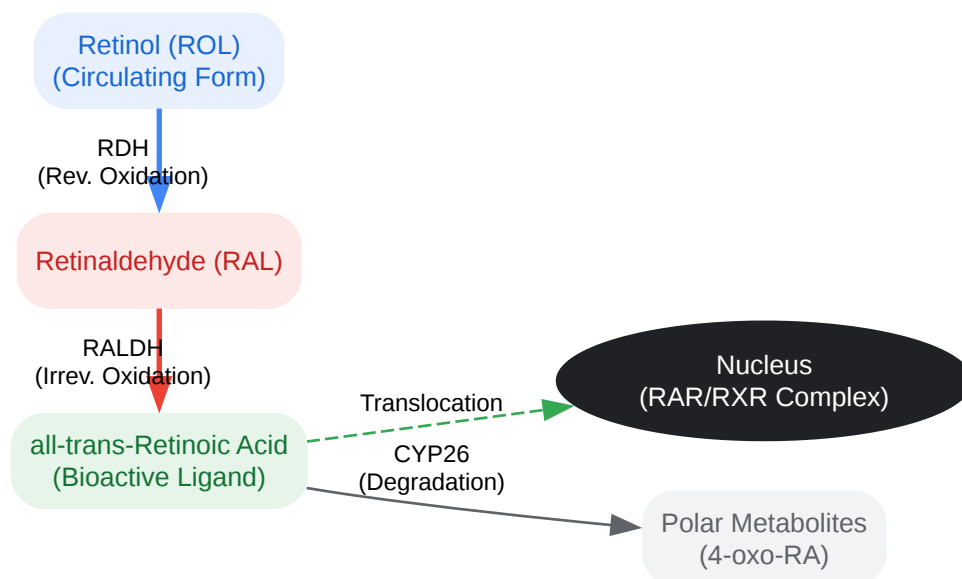 Retinol (ROL)
(Circulating Form)
RDH
(Rev. Oxidation)
Retinaldehyde (RAL)
RALDH
(Irrev. Oxidation)
all-trans-Retinoic Acid
(Bioactive Ligand)
Translocation
Nucleus
(RAR/RXR Complex)
CYP26
(Degradation)
Polar Metabolites
(4-oxo-RA)